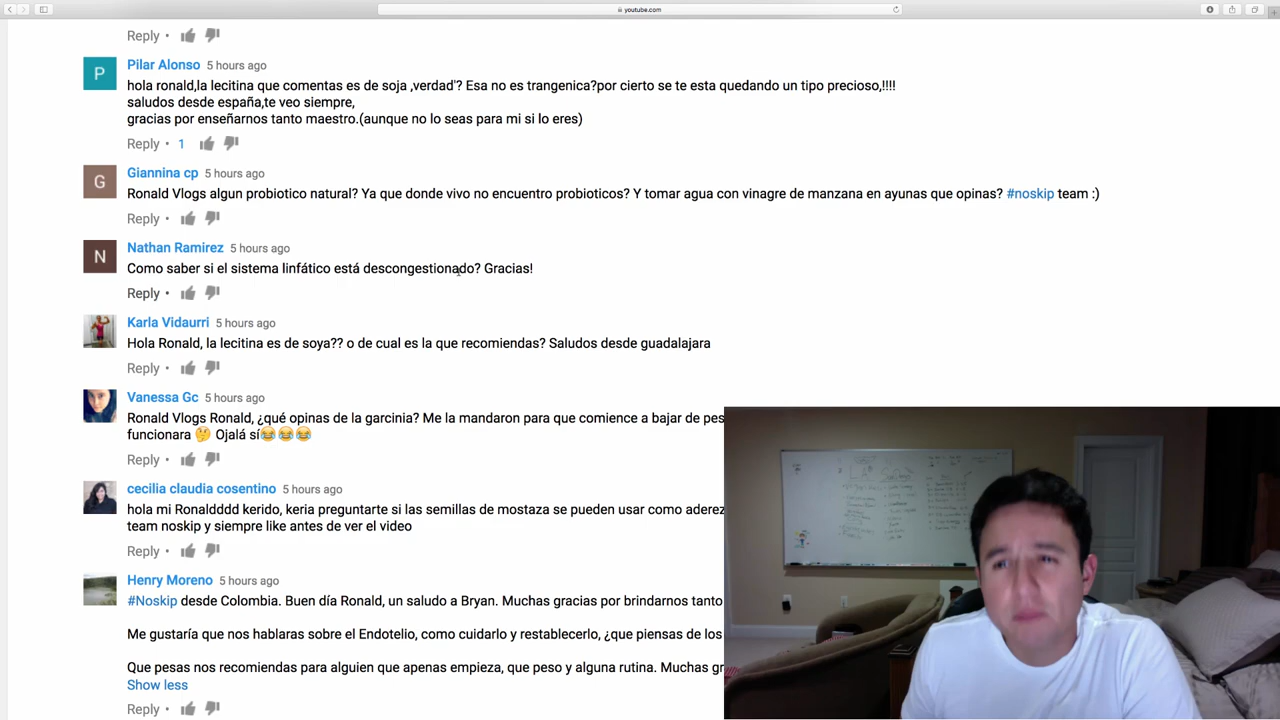 youtube.com
Reply •
Pilar Alonso 5 hours ago
P
hola ronald,la lecitina que comentas es de soja ,verdad'? Esa no es trangenica?por cierto se te esta quedando un tipo precioso,!!!!
saludos desde españa,te veo siempre,
gracias por enseñarnos tanto maestro.(aunque no lo seas para mi si lo eres)
Reply • 1
Giannina cp 5 hours ago
G
Ronald Vlogs algun probiotico natural? Ya que donde vivo no encuentro probioticos? Y tomar agua con vinagre de manzana en ayunas que opinas? #noskip team :)
Reply •
Nathan Ramirez 5 hours ago
N
Como saber si el sistema linfático está descongestionado? Gracias!
Reply •
Karla Vidaurri 5 hours ago
Hola Ronald, la lecitina es de soya?? o de cual es la que recomiendas? Saludos desde guadalajara
Reply •
Vanessa Gc 5 hours ago
Ronald Vlogs Ronald, ¿qué opinas de la garcinia? Me la mandaron para que comience a bajar de pes
funcionara 🤔 Ojalá sí😂😂😂
Reply •
cecilia claudia cosentino 5 hours ago
hola mi Ronaldddd kerido, keria preguntarte si las semillas de mostaza se pueden usar como aderez
team noskip y siempre like antes de ver el video
Reply •
Henry Moreno 5 hours ago
#Noskip desde Colombia. Buen día Ronald, un saludo a Bryan. Muchas gracias por brindarnos tanto
Me gustaría que nos hablaras sobre el Endotelio, como cuidarlo y restablecerlo, ¿que piensas de los
Que pesas nos recomiendas para alguien que apenas empieza, que peso y alguna rutina. Muchas gr
Show less
Reply •